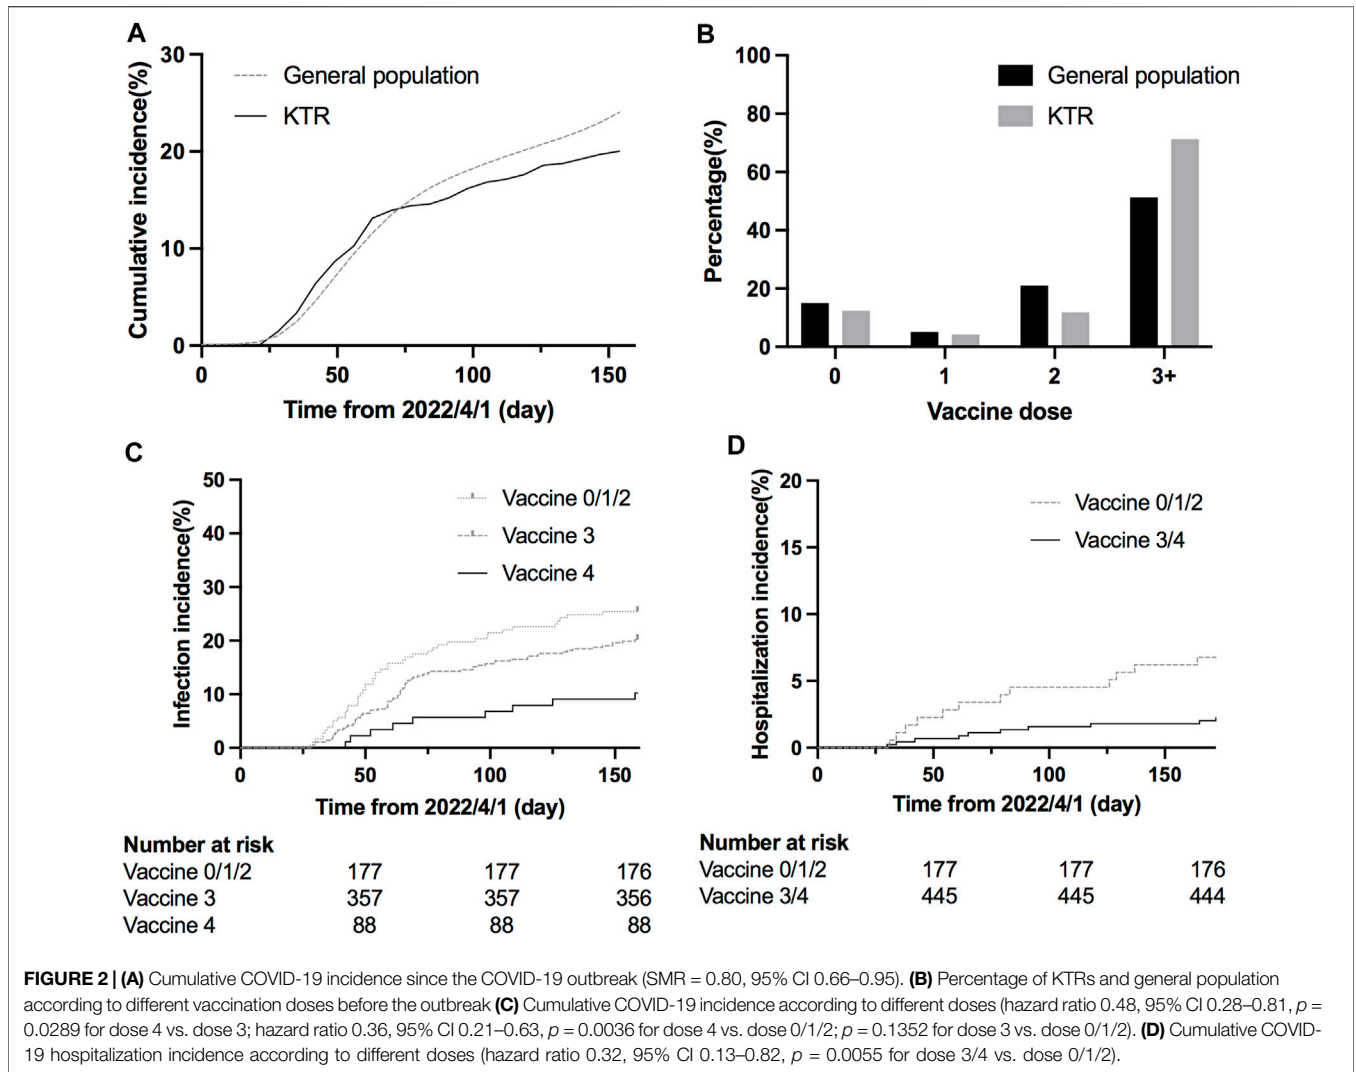 A
Cumulative incidence(%)
30
20
10
0
General population
KTR
0 50 100 150
Time from 2022/4/1 (day)
B
Percentage(%)
100
80
60
40
20
0
General population
KTR
0 1 2 3+
Vaccine dose
C
Infection incidence(%)
50
40
30
20
10
0
Vaccine 0/1/2
Vaccine 3
Vaccine 4
0 50 100 150
Time from 2022/4/1 (day)
Number at risk
Vaccine 0/1/2 177 177 176
Vaccine 3 357 357 356
Vaccine 4 88 88 88
D
Hospitalization incidence(%)
20
15
10
5
0
Vaccine 0/1/2
Vaccine 3/4
0 50 100 150
Time from 2022/4/1 (day)
Number at risk
Vaccine 0/1/2 177 177 176
Vaccine 3/4 445 445 444
FIGURE 2 | (A) Cumulative COVID-19 incidence since the COVID-19 outbreak (SMR = 0.80, 95% CI 0.66–0.95). (B) Percentage of KTRs and general population
according to different vaccination doses before the outbreak (C) Cumulative COVID-19 incidence according to different doses (hazard ratio 0.48, 95% CI 0.28–0.81, p =
0.0289 for dose 4 vs. dose 3; hazard ratio 0.36, 95% CI 0.21–0.63, p = 0.0036 for dose 4 vs. dose 0/1/2; p = 0.1352 for dose 3 vs. dose 0/1/2). (D) Cumulative COVID-
19 hospitalization incidence according to different doses (hazard ratio 0.32, 95% CI 0.13–0.82, p = 0.0055 for dose 3/4 vs. dose 0/1/2).